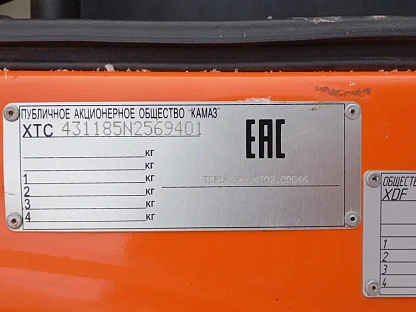 ПУБЛИЧНОЕ АКЦИОНЕРНОЕ ОБЩЕСТВО "КАМАЗ"
XTC 431185N2569401
EAC
кг
кг
1 кг
2 кг
3 кг
4 кг
ОБЩЕСТВ
XDF
1
2
3
4